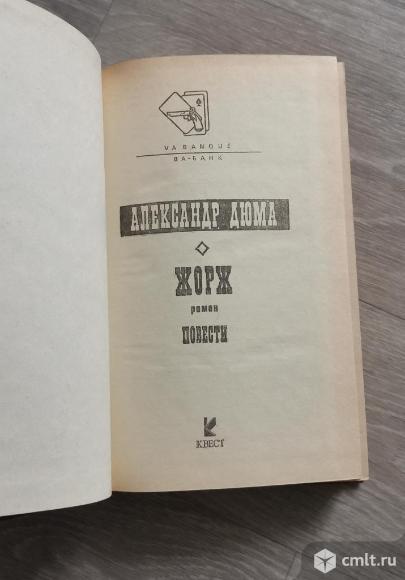 VA BANQUE
ВА-БАНК
АЛЕКСАНДР ДЮМА
ЖОРЖ
роман
ПОВЕСТИ
КВЕСТ
cmlt.ru